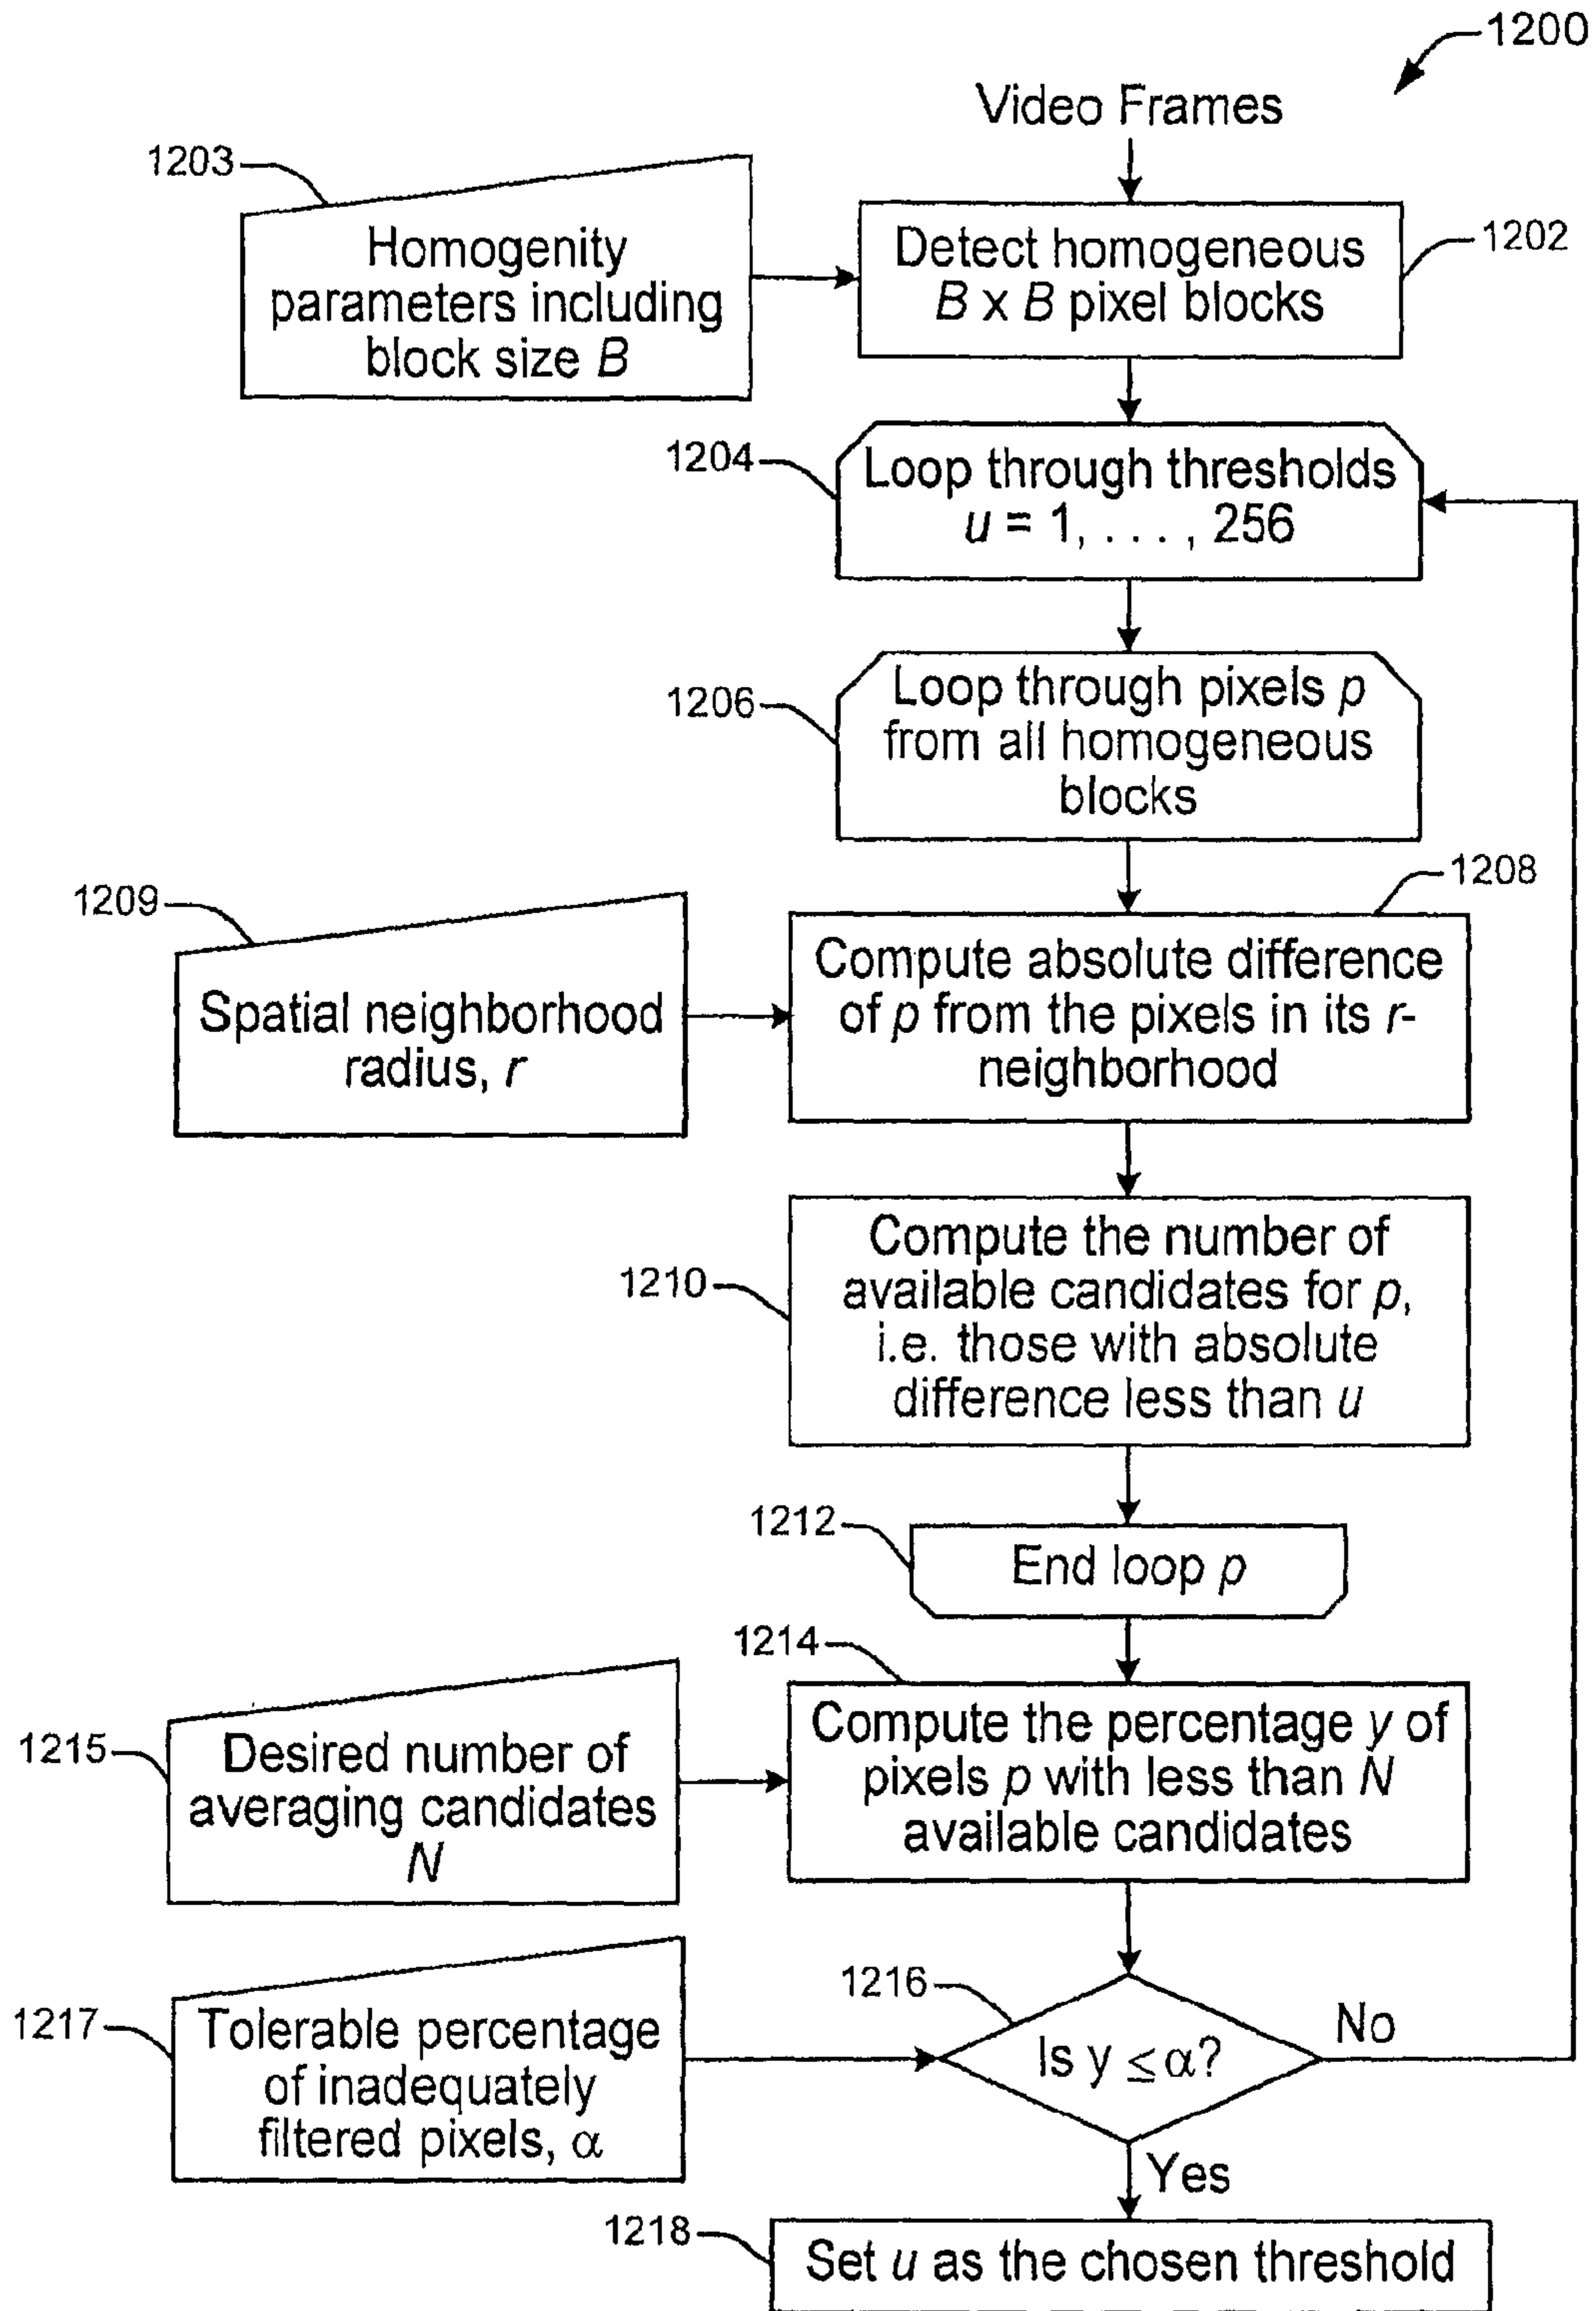 1200
Video Frames
1203
Homogenity
parameters including
block size B
Detect homogeneous
B x B pixel blocks
1202
1204
Loop through thresholds
u = 1, . . . , 256
1206
Loop through pixels p
from all homogeneous
blocks
1209
Spatial neighborhood
radius, r
1208
Compute absolute difference
of p from the pixels in its r-
neighborhood
1210
Compute the number of
available candidates for p,
i.e. those with absolute
difference less than u
1212
End loop p
1214
1215
Desired number of
averaging candidates
N
Compute the percentage y of
pixels p with less than N
available candidates
1217
Tolerable percentage
of inadequately
filtered pixels, α
1216
Is y ≤ α?
No
Yes
1218
Set u as the chosen threshold